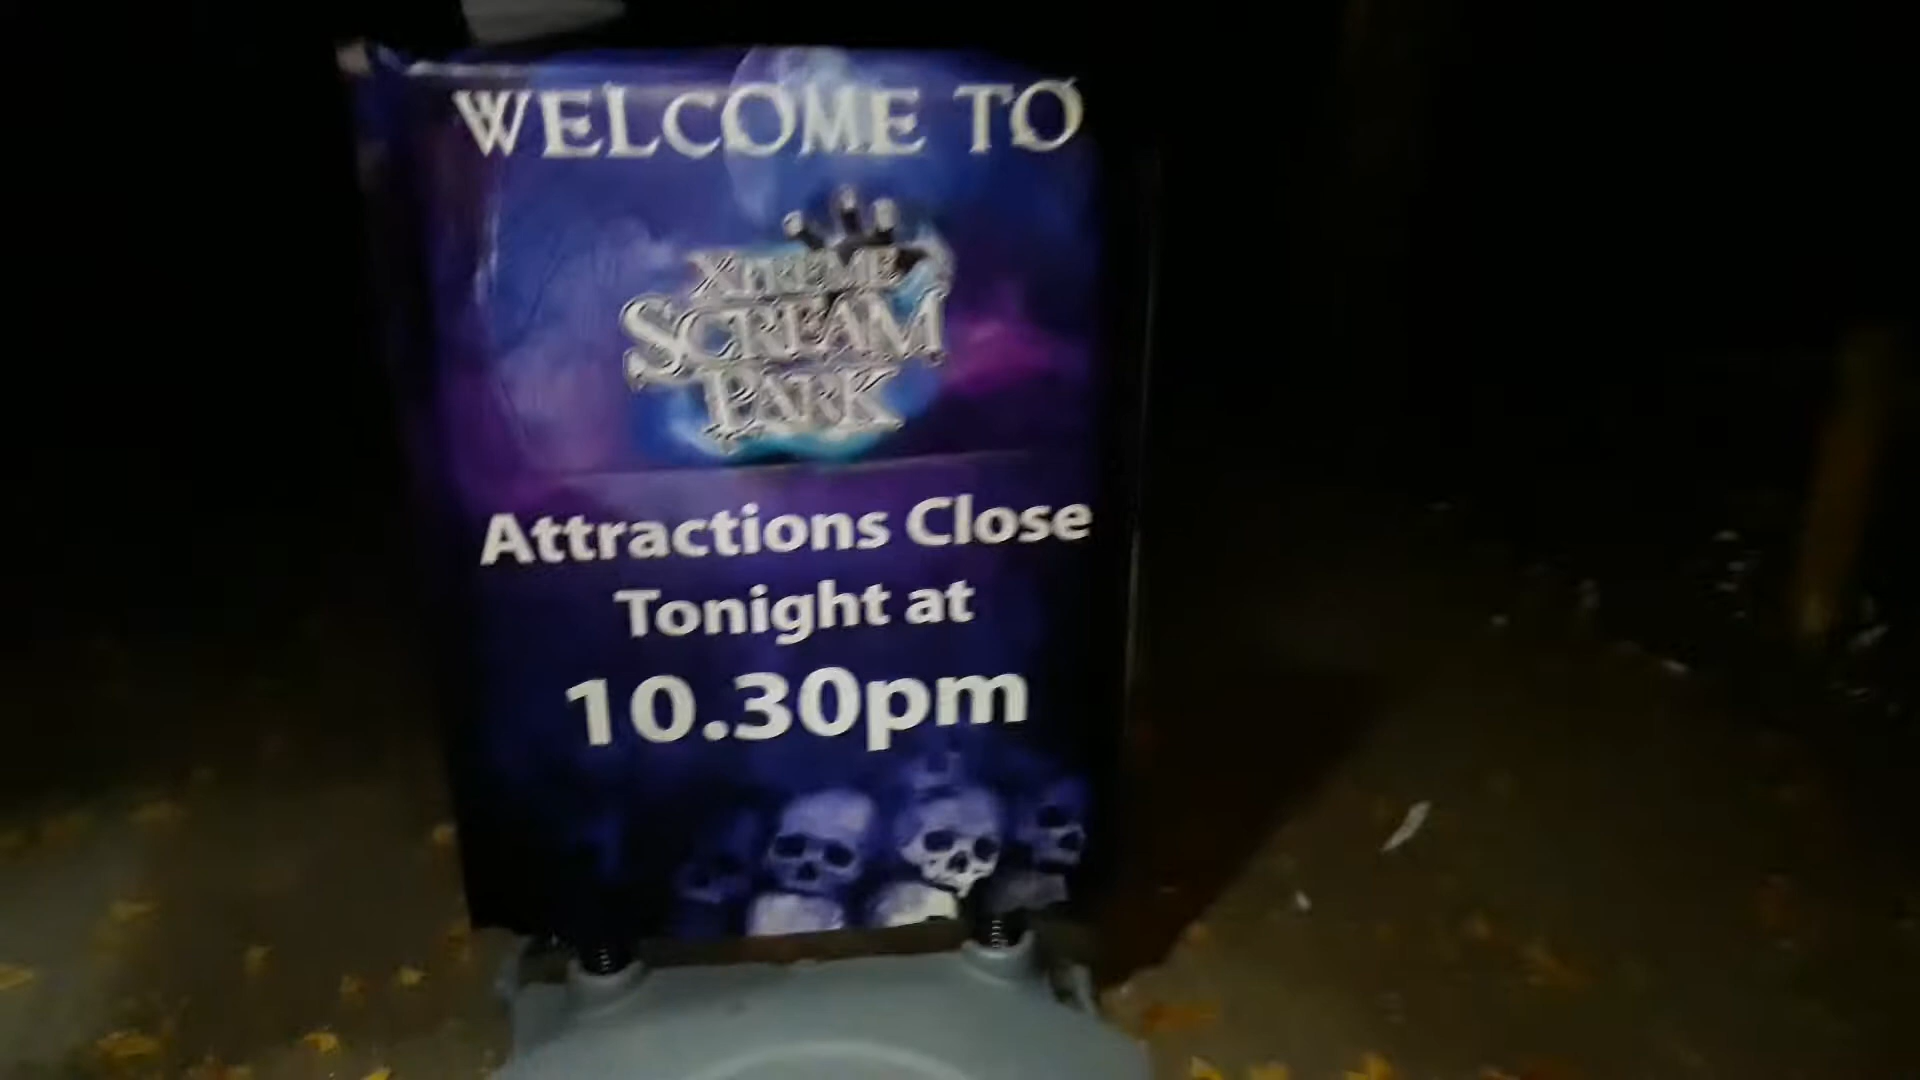 WELCOME TO
XTREME
SCREAM
PARK
Attractions Close
Tonight at
10.30pm